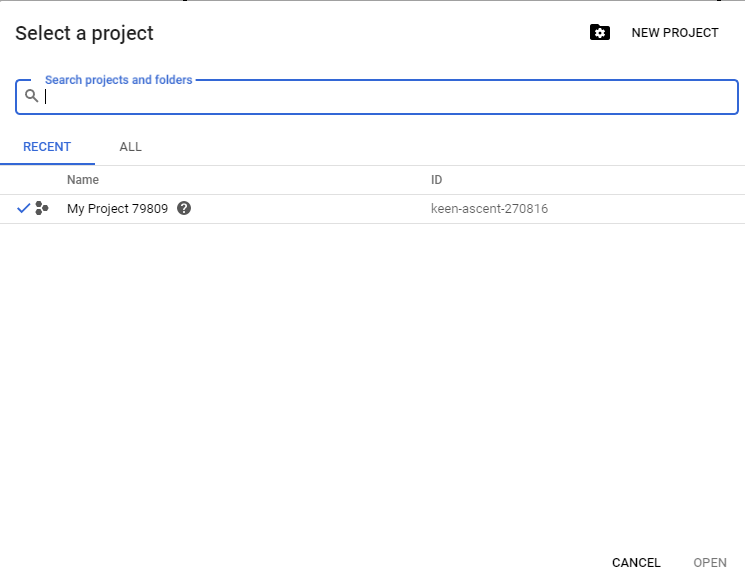 Select a project
NEW PROJECT
Search projects and folders
RECENT ALL
Name ID
My Project 79809 ? keen-ascent-270816
CANCEL OPEN